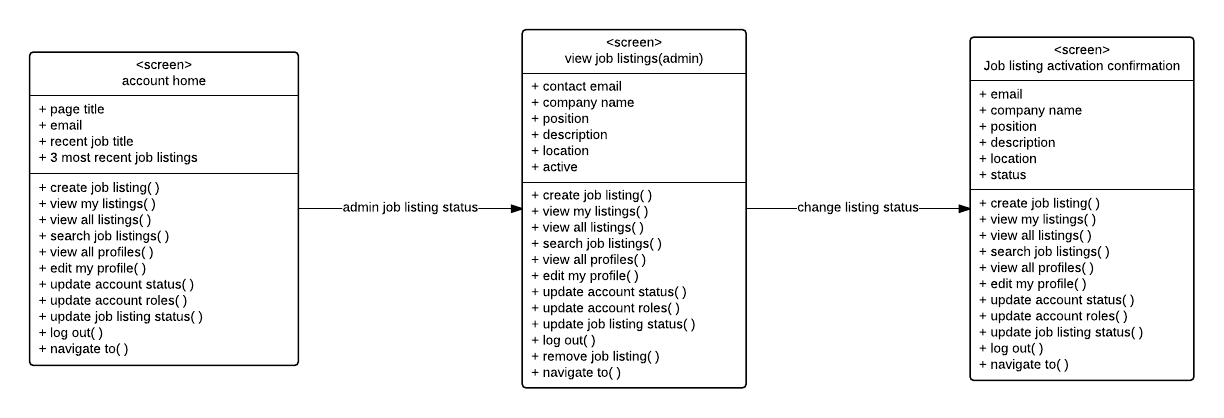 <screen>
account home
+ page title
+ email
+ recent job title
+ 3 most recent job listings
+ create job listing( )
+ view my listings( )
+ view all listings( )
+ search job listings( )
+ view all profiles( )
+ edit my profile( )
+ update account status( )
+ update account roles( )
+ update job listing status( )
+ log out( )
+ navigate to( )
admin job listing status
<screen>
view job listings(admin)
+ contact email
+ company name
+ position
+ description
+ location
+ active
+ create job listing( )
+ view my listings( )
+ view all listings( )
+ search job listings( )
+ view all profiles( )
+ edit my profile( )
+ update account status( )
+ update account roles( )
+ update job listing status( )
+ log out( )
+ remove job listing( )
+ navigate to( )
change listing status
<screen>
Job listing activation confirmation
+ email
+ company name
+ position
+ description
+ location
+ status
+ create job listing( )
+ view my listings( )
+ view all listings( )
+ search job listings( )
+ view all profiles( )
+ edit my profile( )
+ update account status( )
+ update account roles( )
+ update job listing status( )
+ log out( )
+ navigate to( )